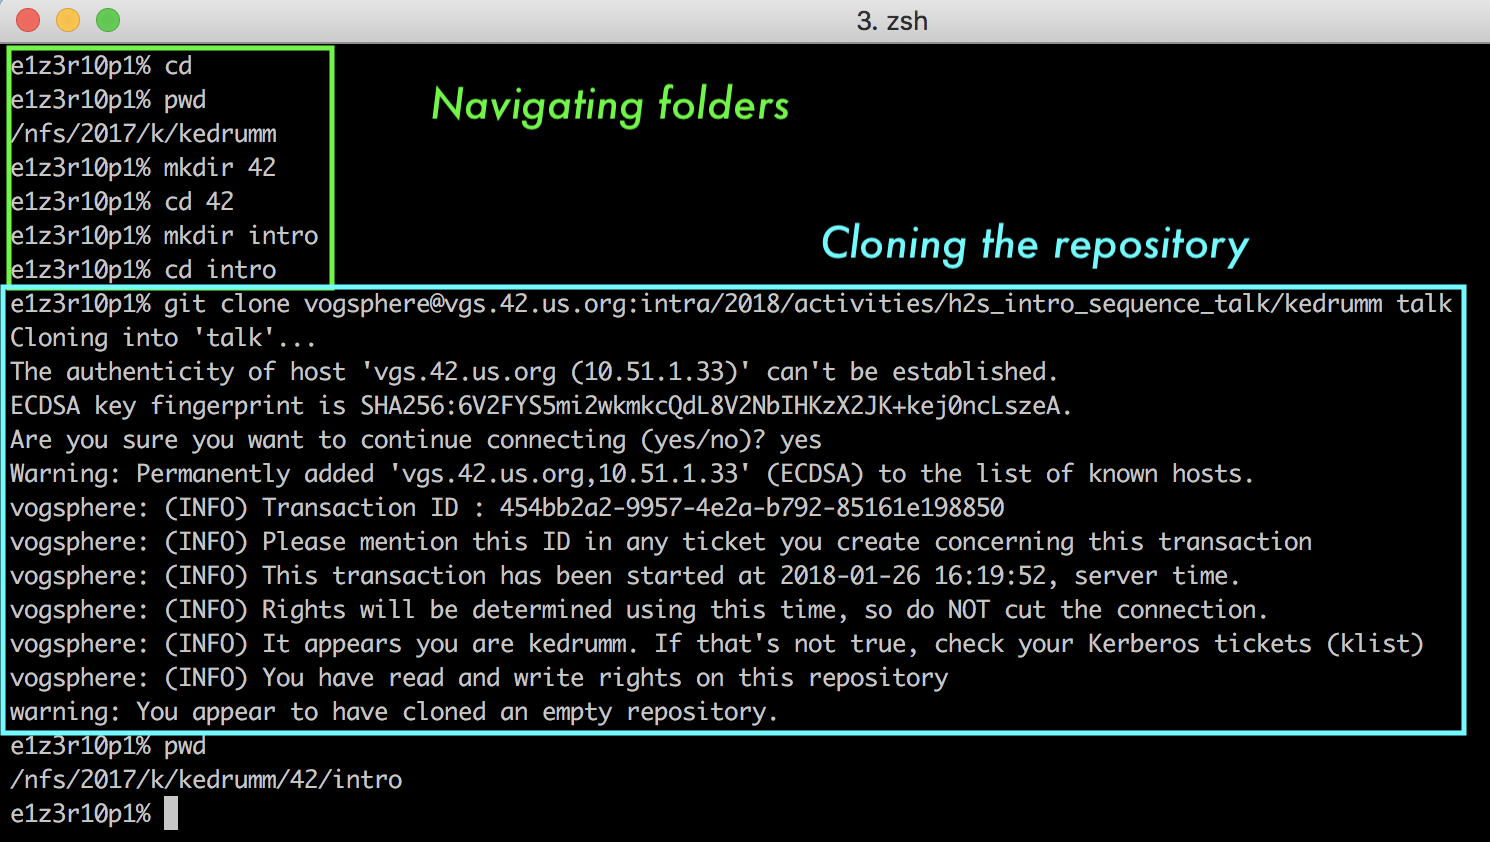 3. zsh
e1z3r10p1% cd
e1z3r10p1% pwd
Navigating folders
/nfs/2017/k/kedrumm
e1z3r10p1% mkdir 42
e1z3r10p1% cd 42
e1z3r10p1% mkdir intro
Cloning the repository
e1z3r10p1% cd intro
e1z3r10p1% git clone vogsphere@vgs.42.us.org:intra/2018/activities/h2s_intro_sequence_talk/kedrumm talk
Cloning into 'talk'...
The authenticity of host 'vgs.42.us.org (10.51.1.33)' can't be established.
ECDSA key fingerprint is SHA256:6V2FYS5mi2wkmkcQdL8V2NbIHKzX2JK+kej0ncLszeA.
Are you sure you want to continue connecting (yes/no)? yes
Warning: Permanently added 'vgs.42.us.org,10.51.1.33' (ECDSA) to the list of known hosts.
vogsphere: (INFO) Transaction ID : 454bb2a2-9957-4e2a-b792-85161e198850
vogsphere: (INFO) Please mention this ID in any ticket you create concerning this transaction
vogsphere: (INFO) This transaction has been started at 2018-01-26 16:19:52, server time.
vogsphere: (INFO) Rights will be determined using this time, so do NOT cut the connection.
vogsphere: (INFO) It appears you are kedrumm. If that's not true, check your Kerberos tickets (klist)
vogsphere: (INFO) You have read and write rights on this repository
warning: You appear to have cloned an empty repository.
e1z3r10p1% pwd
/nfs/2017/k/kedrumm/42/intro
e1z3r10p1%